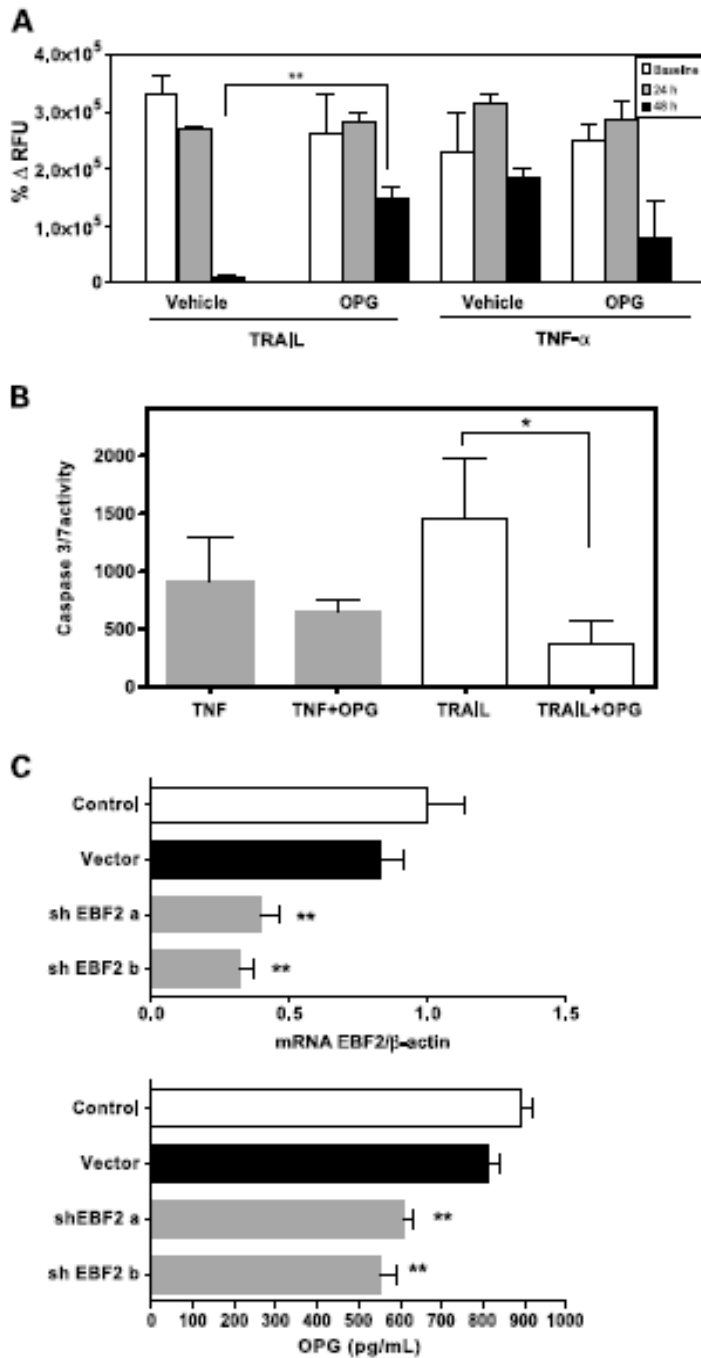 A
% Δ RFU
4,0x10⁵
3,0x10⁵
2,0x10⁵
1,0x10⁵
0
**
Baseline
24 h
48 h
Vehicle
OPG
Vehicle
OPG
TRA|L
TNF-α
B
Caspase 3/7activity
2000
1500
1000
500
0
*
TNF
TNF+OPG
TRA|L
TRA|L+OPG
C
Control
Vector
sh EBF2 a
**
sh EBF2 b
**
0.0 0.5 1.0 1.5
mRNA EBF2/β-actin
Control
Vector
shEBF2 a
**
sh EBF2 b
**
0 100 200 300 400 500 600 700 800 900 1000
OPG (pg/mL)